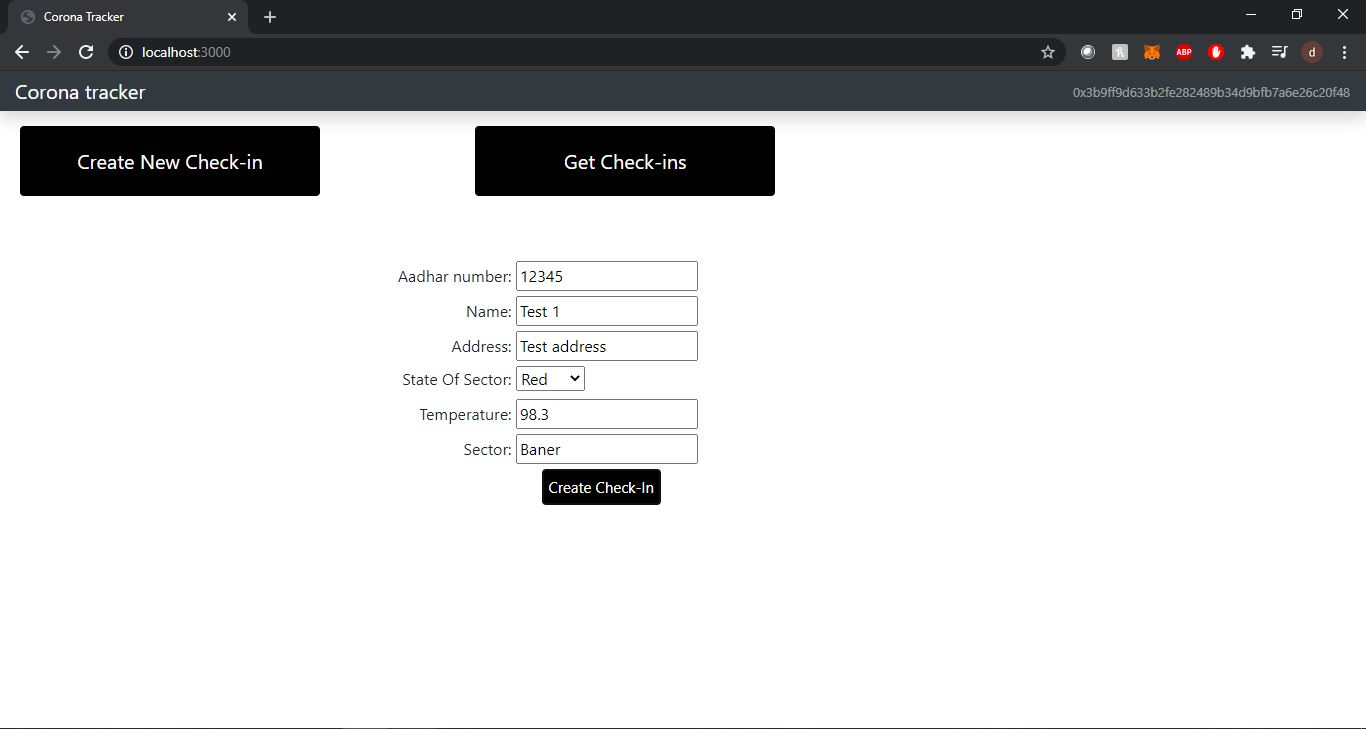 Corona Tracker
localhost:3000
ABP
d
Corona tracker
0x3b9ff9d633b2fe282489b34d9bfb7a6e26c20f48
Create New Check-in
Get Check-ins
Aadhar number: 12345
Name: Test 1
Address: Test address
State Of Sector: Red
Temperature: 98.3
Sector: Baner
Create Check-In